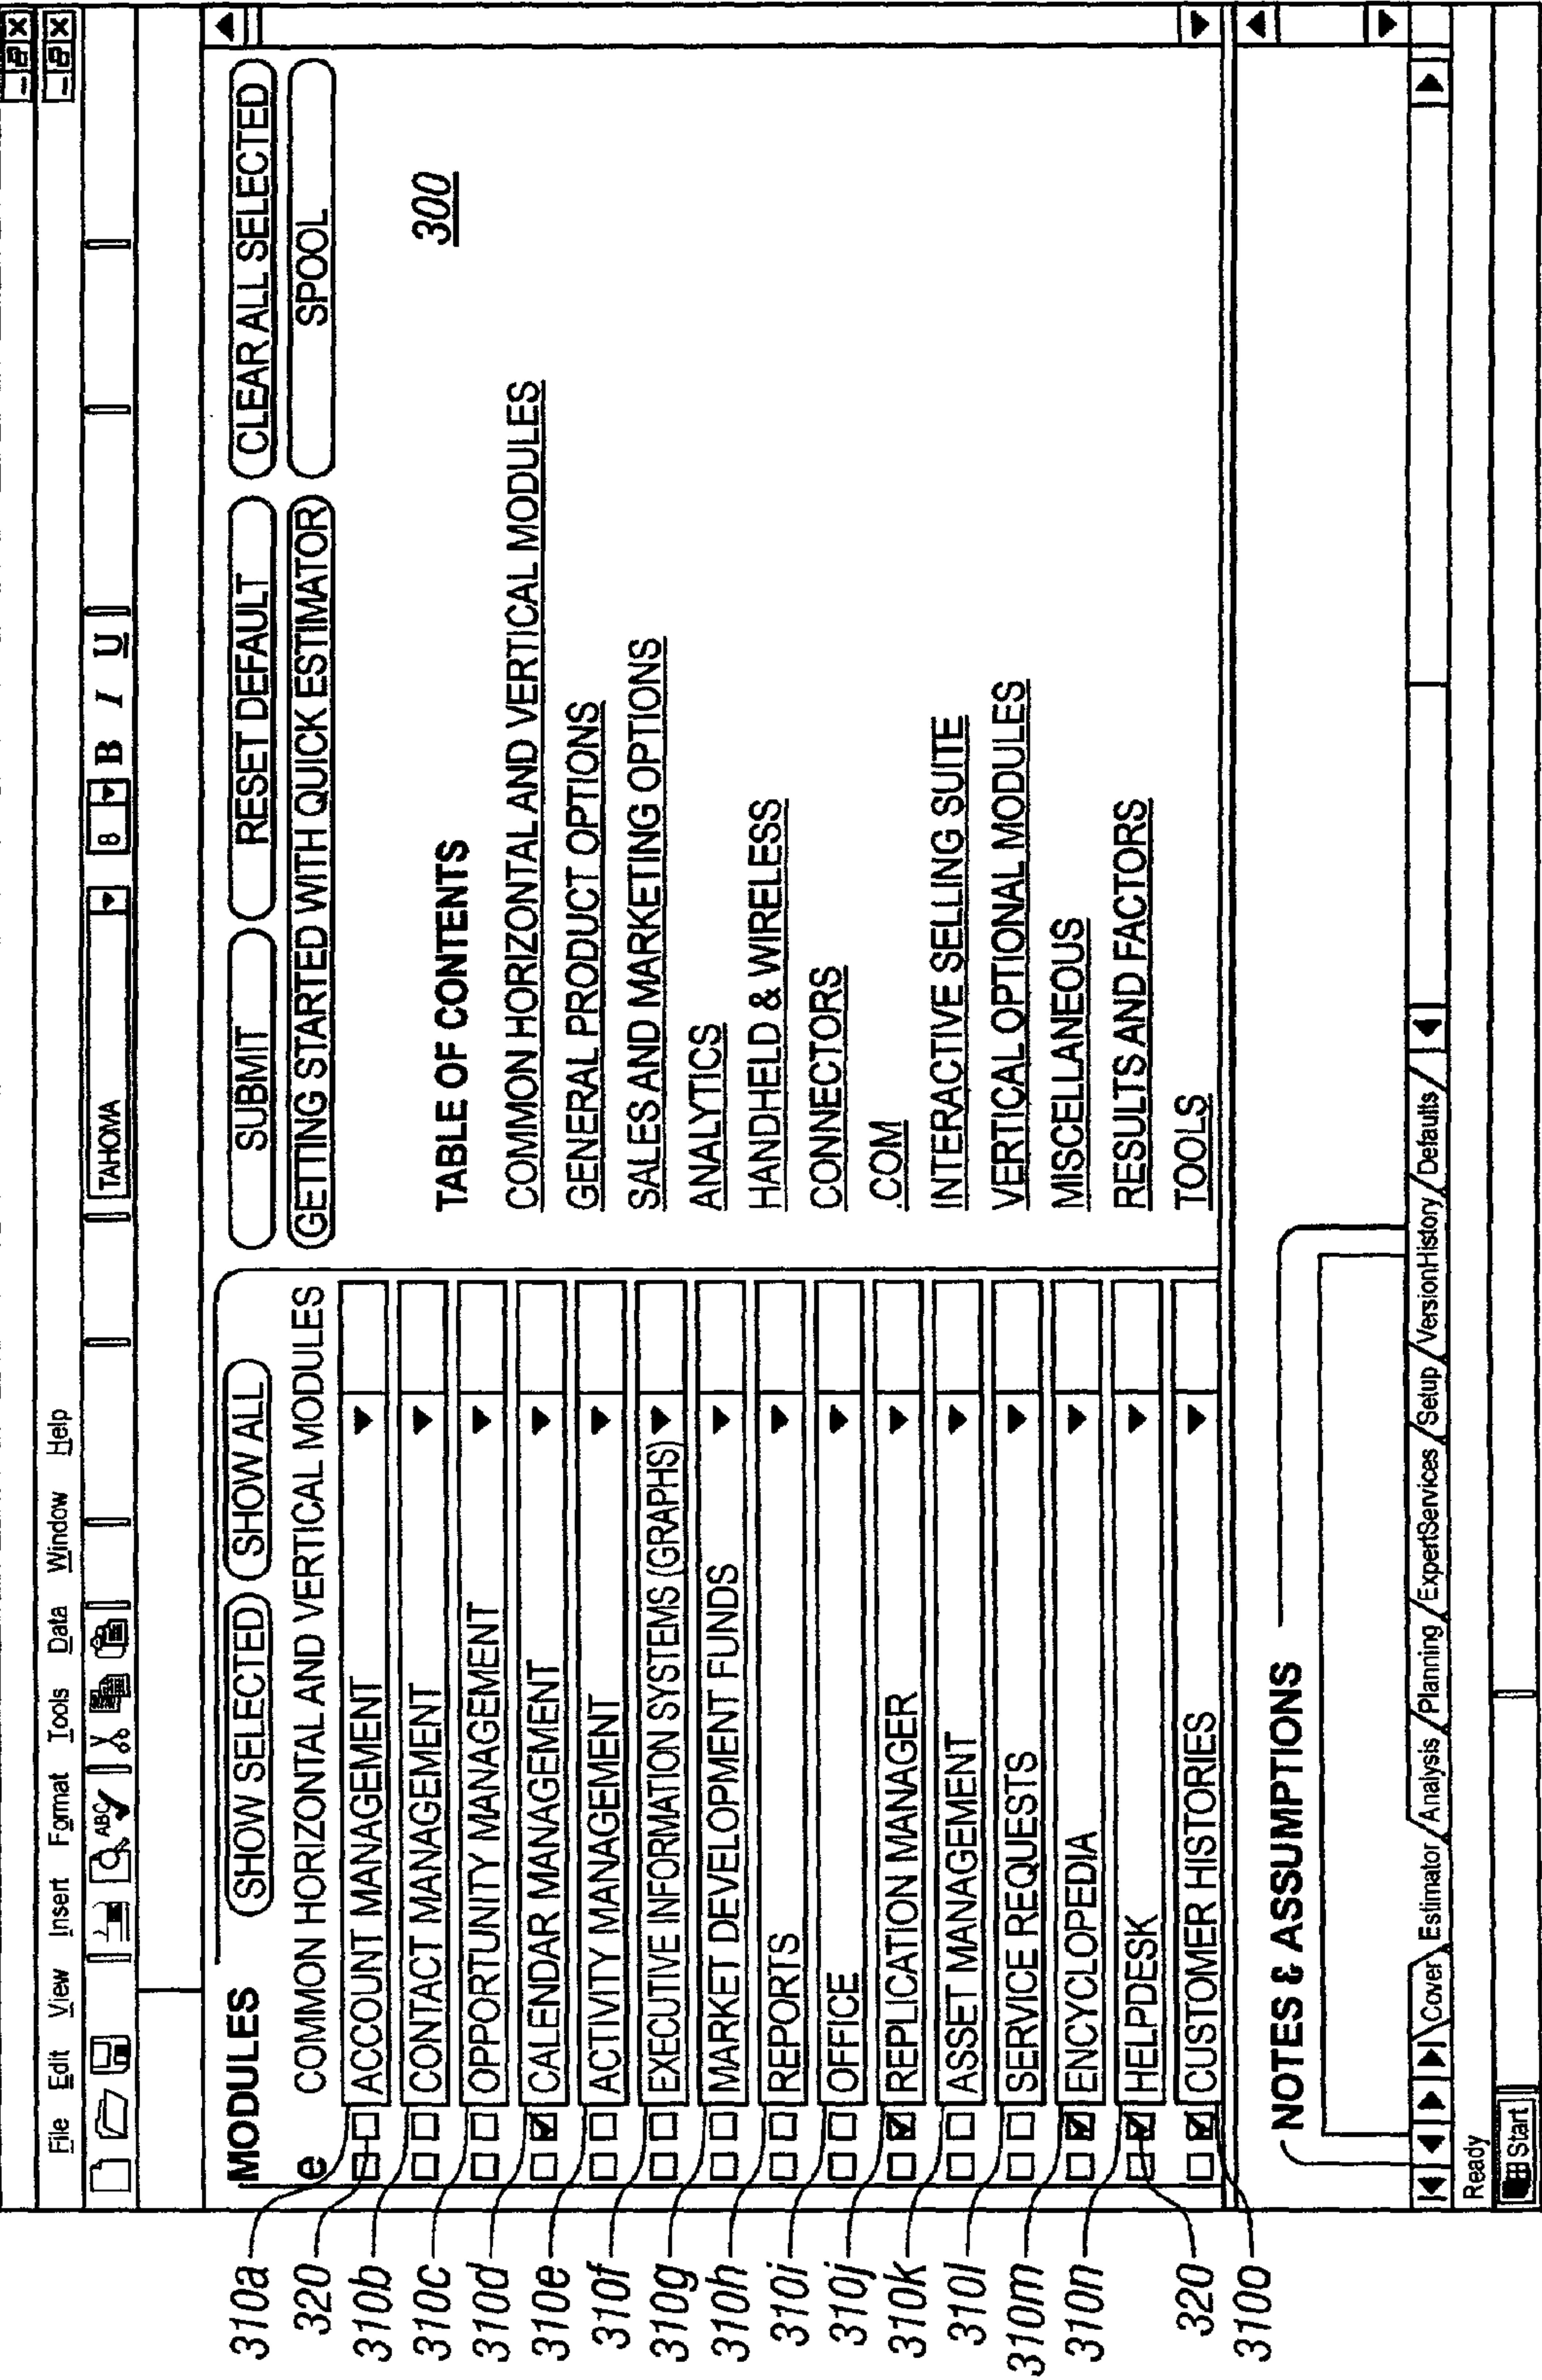 File Edit View Insert Format Tools Data Window Help
ABC
TAHOMA 8 B I U
MODULES
SHOW SELECTED SHOW ALL
SUBMIT RESET DEFAULT CLEAR ALL SELECTED
GETTING STARTED WITH QUICK ESTIMATOR SPOOL
e COMMON HORIZONTAL AND VERTICAL MODULES
310a ACCOUNT MANAGEMENT
320
310b CONTACT MANAGEMENT
310c OPPORTUNITY MANAGEMENT
310d CALENDAR MANAGEMENT
310e ACTIVITY MANAGEMENT
310f EXECUTIVE INFORMATION SYSTEMS (GRAPHS)
310g MARKET DEVELOPMENT FUNDS
310h REPORTS
310i OFFICE
310j REPLICATION MANAGER
310k ASSET MANAGEMENT
310l SERVICE REQUESTS
310m ENCYCLOPEDIA
310n HELPDESK
320
310o CUSTOMER HISTORIES
300
TABLE OF CONTENTS
COMMON HORIZONTAL AND VERTICAL MODULES
GENERAL PRODUCT OPTIONS
SALES AND MARKETING OPTIONS
ANALYTICS
HANDHELD & WIRELESS
CONNECTORS
.COM
INTERACTIVE SELLING SUITE
VERTICAL OPTIONAL MODULES
MISCELLANEOUS
RESULTS AND FACTORS
TOOLS
NOTES & ASSUMPTIONS
Cover Estimator Analysis Planning ExpertServices Setup VersionHistory Defaults
Ready
Start